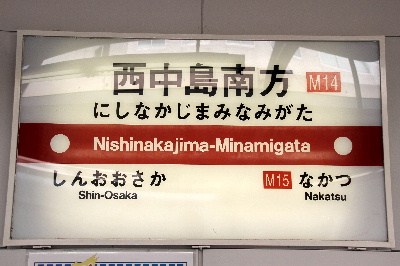 西中島南方 M14
にしなかじまみなみがた
Nishinakajima-Minamigata
しんおおさか M15 なかつ
Shin-Osaka Nakatsu